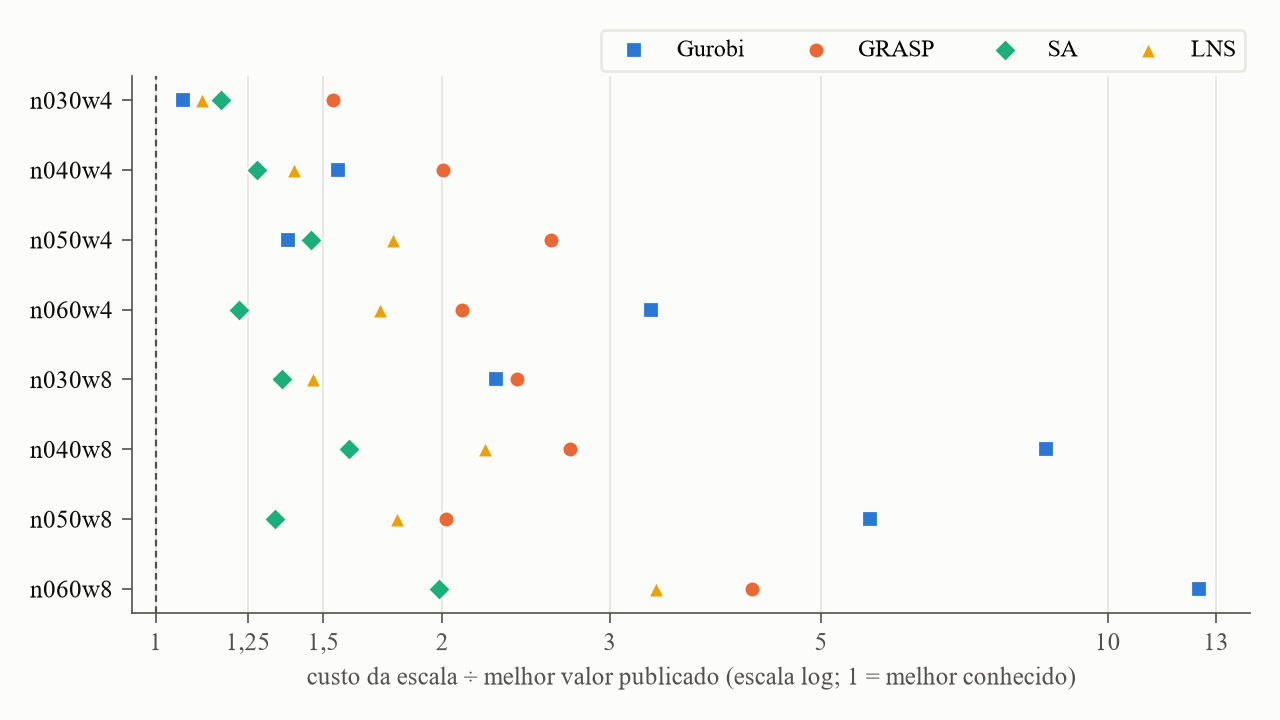 Gurobi GRASP SA LNS
n030w4
n040w4
n050w4
n060w4
n030w8
n040w8
n050w8
n060w8
1 1,25 1,5 2 3 5 10 13
custo da escala ÷ melhor valor publicado (escala log; 1 = melhor conhecido)